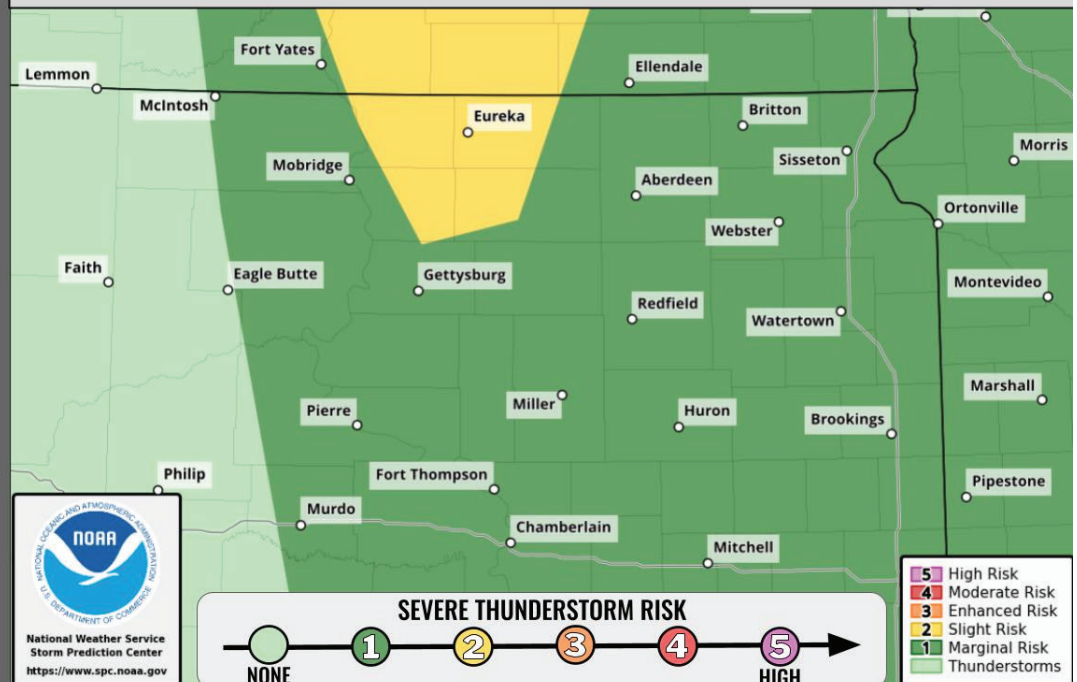 Fort Yates
Lemmon
Ellendale
McIntosh
Eureka
Britton
Morris
Sisseton
Mobridge
Aberdeen
Ortonville
Webster
Faith
Eagle Butte
Gettysburg
Montevideo
Redfield
Watertown
Marshall
Miller
Pierre
Huron
Brookings
Philip
Fort Thompson
Pipestone
Murdo
Chamberlain
Mitchell
NATIONAL OCEANIC AND ATMOSPHERIC ADMINISTRATION
NOAA
U.S. DEPARTMENT OF COMMERCE
National Weather Service
Storm Prediction Center
https://www.spc.noaa.gov
SEVERE THUNDERSTORM RISK
1 2 3 4 5
NONE HIGH
5 High Risk
4 Moderate Risk
3 Enhanced Risk
2 Slight Risk
1 Marginal Risk
Thunderstorms